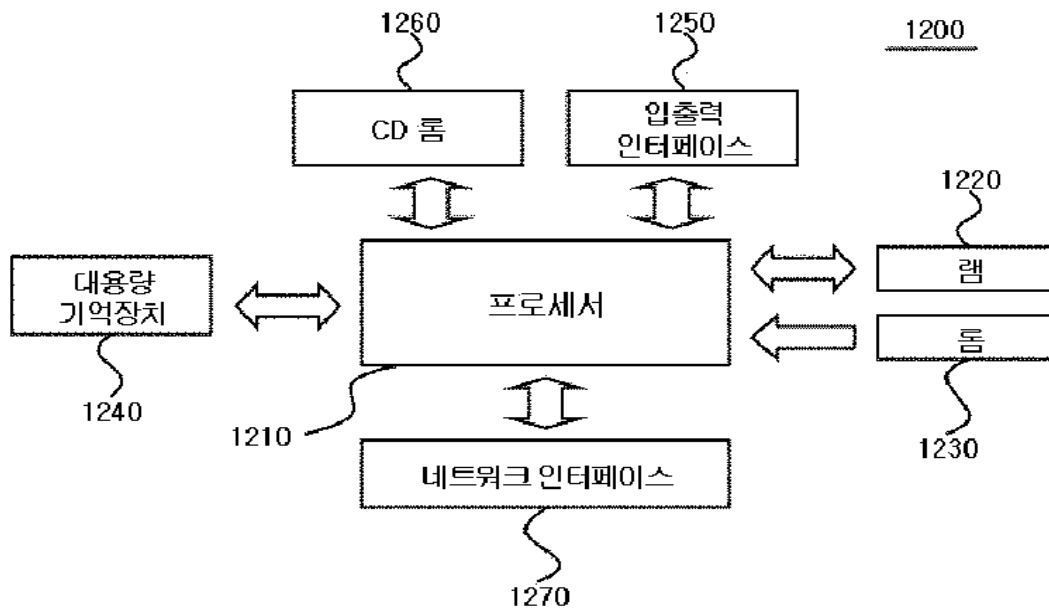 1260
1250
1200
CD 롬
입출력
인터페이스
1220
대용량
기억장치
프로세서
램
롬
1240
1210
1230
네트워크 인터페이스
1270